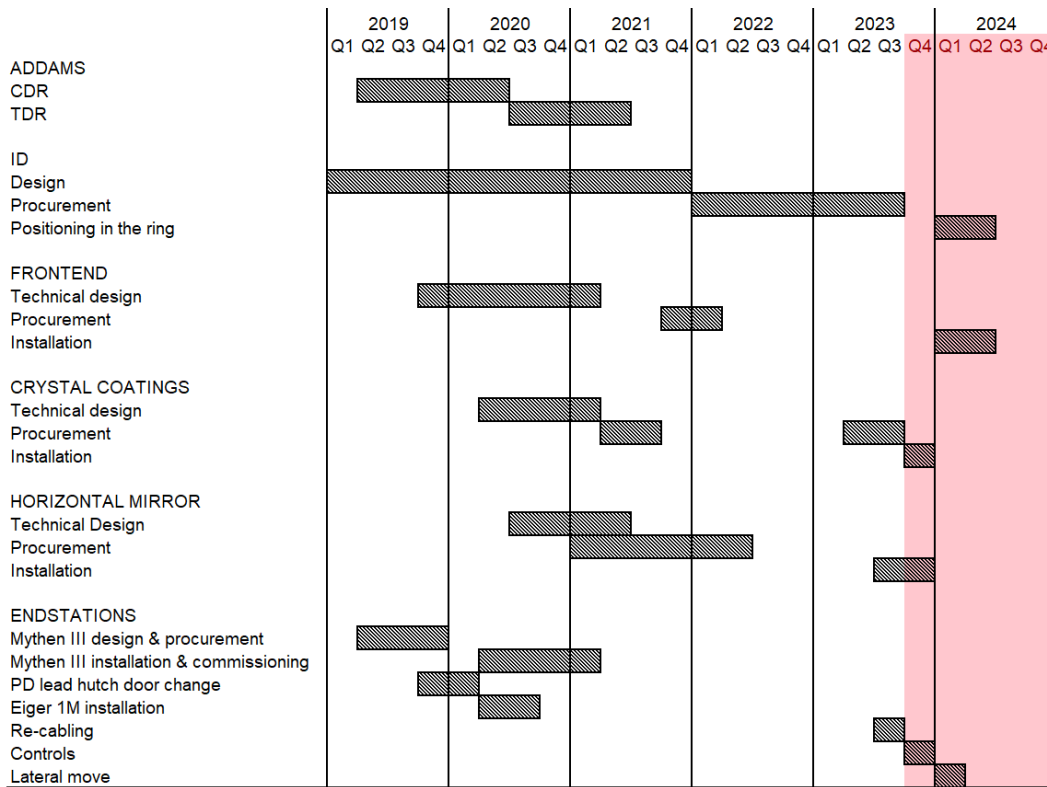 2019 2020 2021 2022 2023 2024
Q1 Q2 Q3 Q4 Q1 Q2 Q3 Q4 Q1 Q2 Q3 Q4 Q1 Q2 Q3 Q4 Q1 Q2 Q3 Q4 Q1 Q2 Q3 Q4
ADDAMS
CDR
TDR
ID
Design
Procurement
Positioning in the ring
FRONTEND
Technical design
Procurement
Installation
CRYSTAL COATINGS
Technical design
Procurement
Installation
HORIZONTAL MIRROR
Technical Design
Procurement
Installation
ENDSTATIONS
Mythen III design & procurement
Mythen III installation & commissioning
PD lead hutch door change
Eiger 1M installation
Re-cabling
Controls
Lateral move